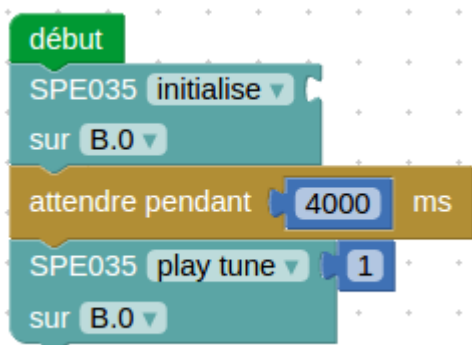 début
SPE035 initialise
sur B.0
attendre pendant 4000 ms
SPE035 play tune 1
sur B.0